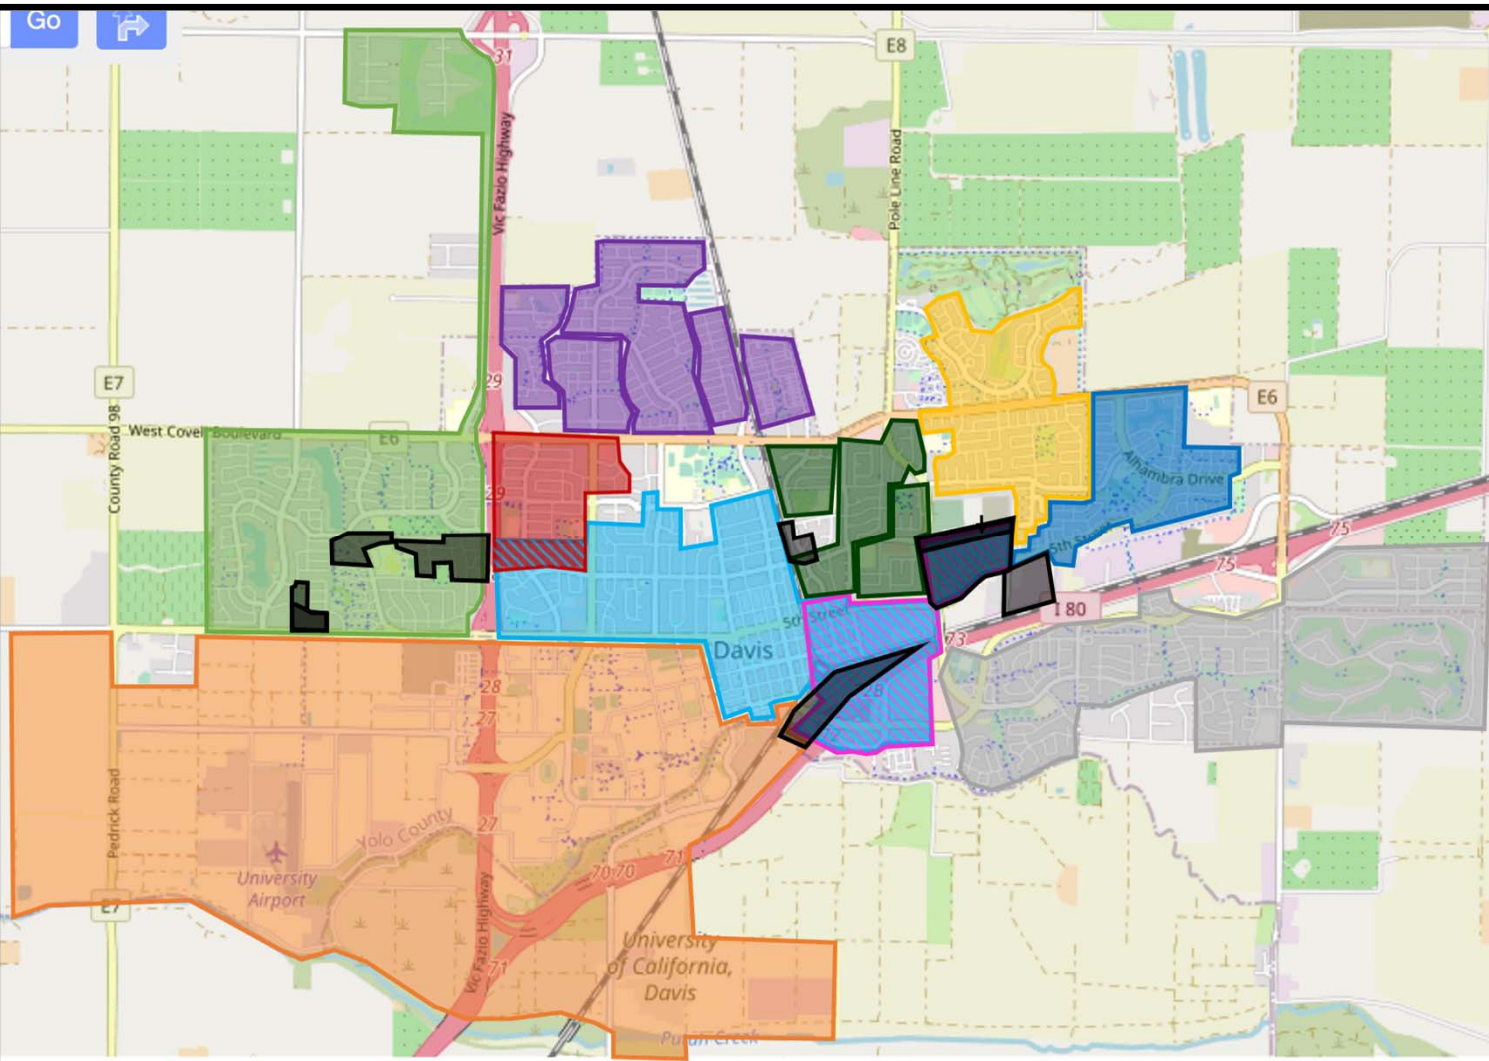 Go
31
E8
Vic Fazio Highway
Pole Line Road
E7
29
E6
County Road 98
West Covell Boulevard
E6
29
Alhambra Drive
75
5th Street
75
I 80
5th Street
73
Davis
28
28
27
Pedrick Road
Yolo County
27
71
70 70
University
Airport
E7
Vic Fazio Highway
University
of California,
Davis
71
Putah Creek